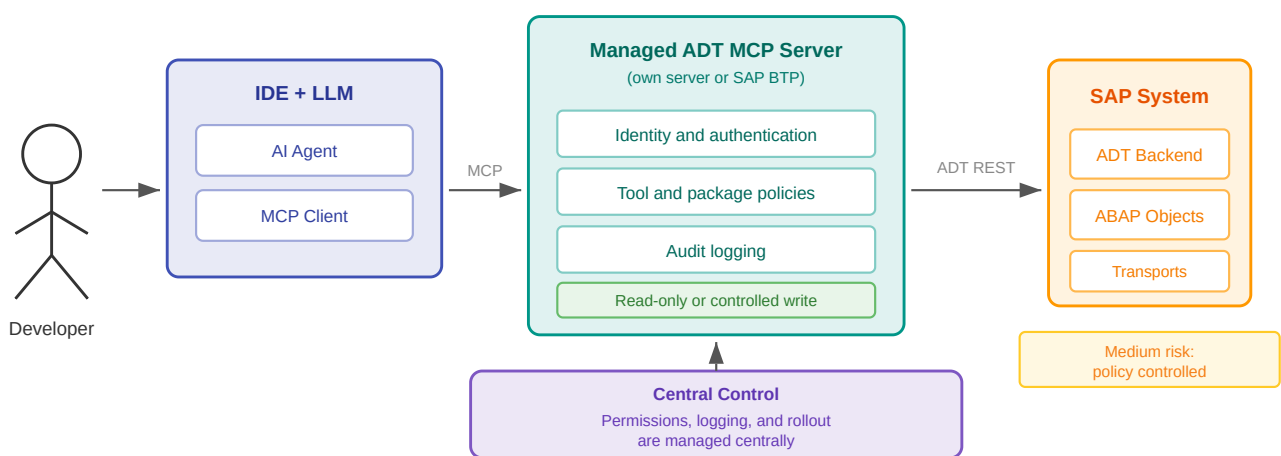 Developer
IDE + LLM
AI Agent
MCP Client
MCP
Managed ADT MCP Server
(own server or SAP BTP)
Identity and authentication
Tool and package policies
Audit logging
Read-only or controlled write
Central Control
Permissions, logging, and rollout
are managed centrally
ADT REST
SAP System
ADT Backend
ABAP Objects
Transports
Medium risk:
policy controlled